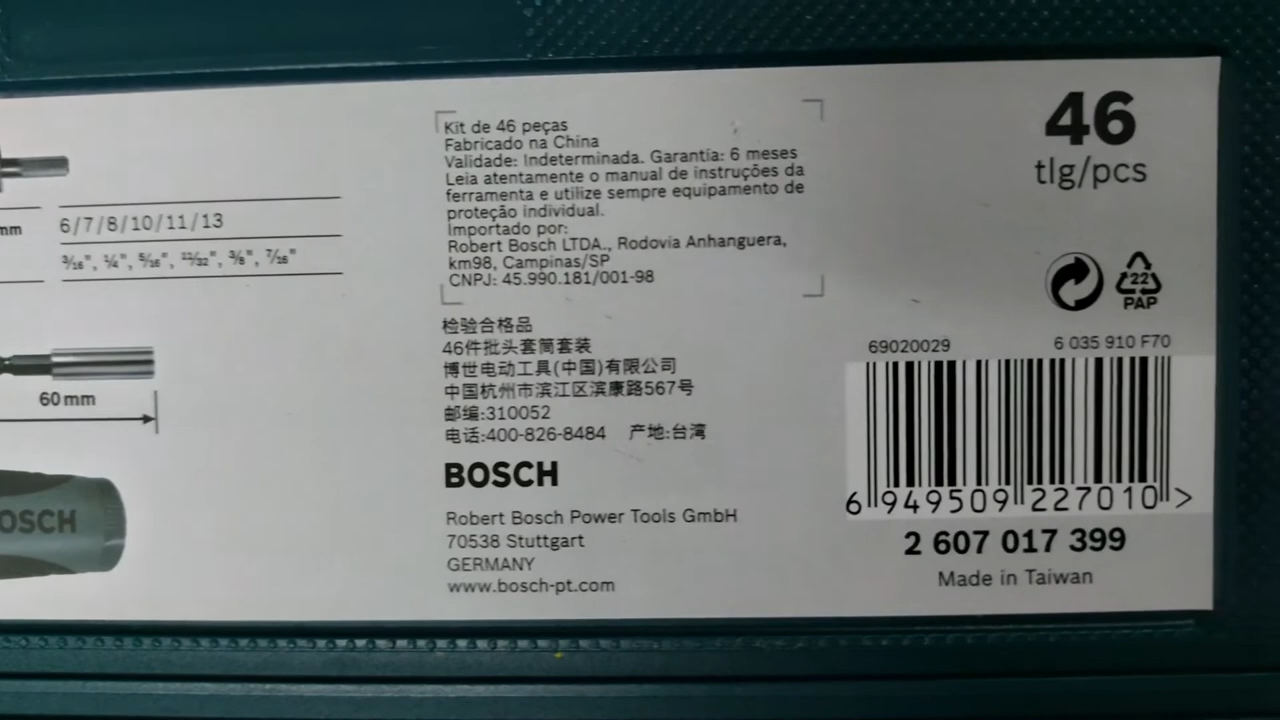 mm
6/7/8/10/11/13
3/16", 1/4", 5/16", 11/32", 3/8", 7/16"
60 mm
OSCH
Kit de 46 peças
Fabricado na China
Validade: Indeterminada. Garantia: 6 meses
Leia atentamente o manual de instruções da
ferramenta e utilize sempre equipamento de
proteção individual.
Importado por:
Robert Bosch LTDA., Rodovia Anhanguera,
km98, Campinas/SP
CNPJ: 45.990.181/001-98
检验合格品
46件批头套筒套装
博世电动工具(中国)有限公司
中国杭州市滨江区滨康路567号
邮编:310052
电话:400-826-8484 产地:台湾
BOSCH
Robert Bosch Power Tools GmbH
70538 Stuttgart
GERMANY
www.bosch-pt.com
46
tlg/pcs
22
PAP
69020029 6 035 910 F70
6 949509 227010 >
2 607 017 399
Made in Taiwan